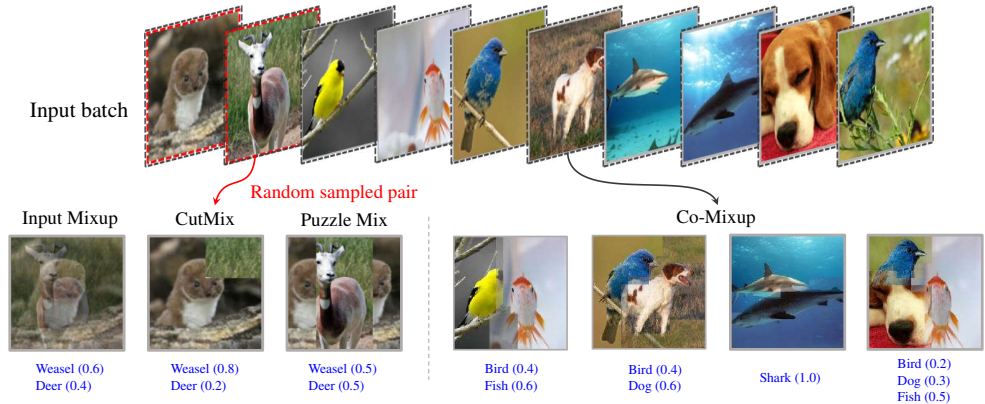 Input batch
Random sampled pair
Input Mixup
CutMix
Puzzle Mix
Co-Mixup
Weasel (0.6)
Deer (0.4)
Weasel (0.8)
Deer (0.2)
Weasel (0.5)
Deer (0.5)
Bird (0.4)
Fish (0.6)
Bird (0.4)
Dog (0.6)
Shark (1.0)
Bird (0.2)
Dog (0.3)
Fish (0.5)